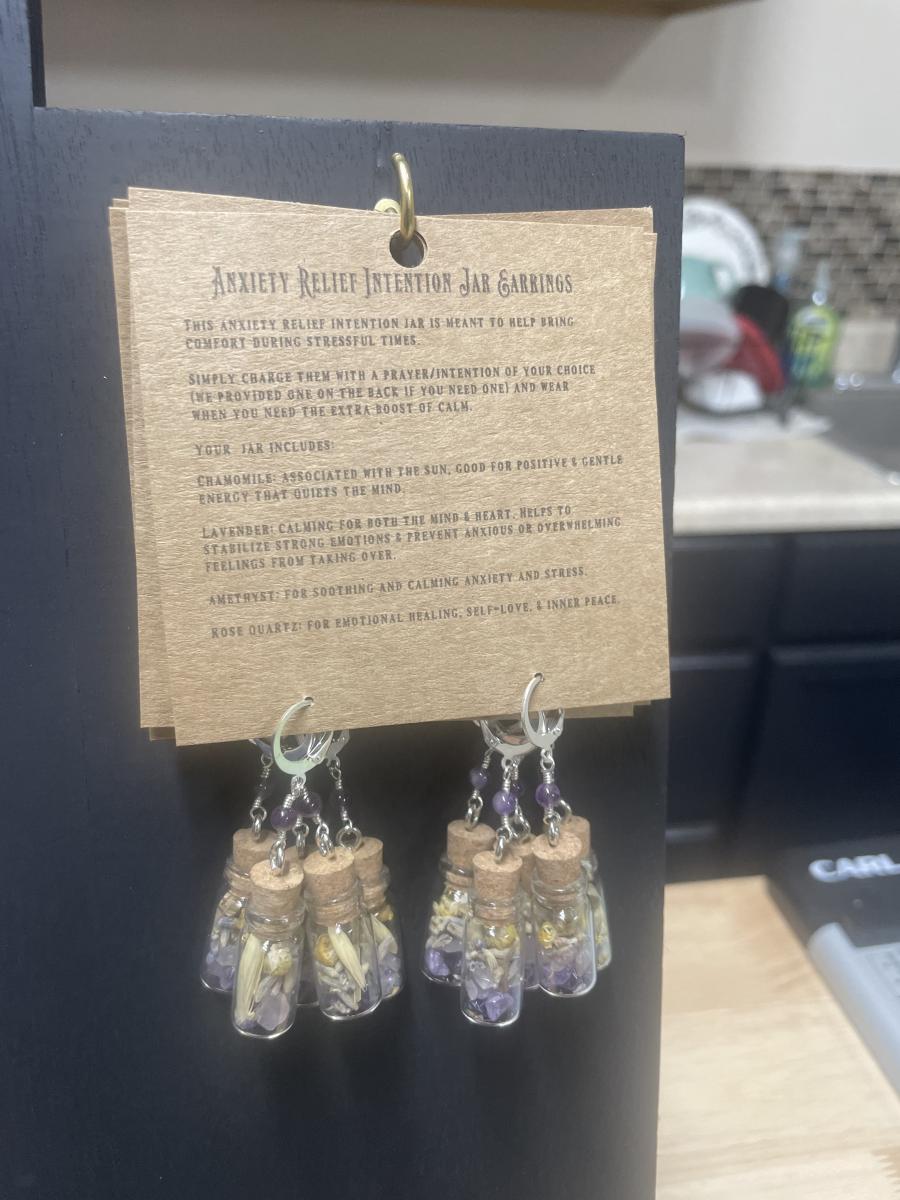 Anxiety Relief Intention Jar Earrings
THIS ANXIETY RELIEF INTENTION JAR IS MEANT TO HELP BRING
COMFORT DURING STRESSFUL TIMES.
SIMPLY CHARGE THEM WITH A PRAYER/INTENTION OF YOUR CHOICE
(WE PROVIDED ONE ON THE BACK IF YOU NEED ONE) AND WEAR
WHEN YOU NEED THE EXTRA BOOST OF CALM.
YOUR JAR INCLUDES:
CHAMOMILE: ASSOCIATED WITH THE SUN, GOOD FOR POSITIVE & GENTLE
ENERGY THAT QUIETS THE MIND.
LAVENDER: CALMING FOR BOTH THE MIND & HEART. HELPS TO
STABILIZE STRONG EMOTIONS & PREVENT ANXIOUS OR OVERWHELMING
FEELINGS FROM TAKING OVER.
AMETHYST: FOR SOOTHING AND CALMING ANXIETY AND STRESS.
ROSE QUARTZ: FOR EMOTIONAL HEALING, SELF-LOVE, & INNER PEACE.
CARL